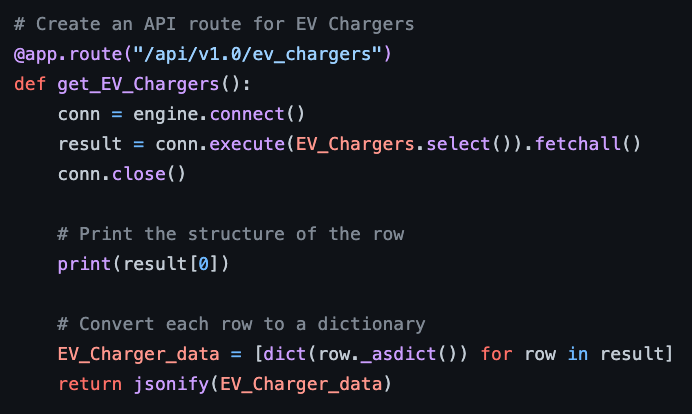 # Create an API route for EV Chargers
@app.route("/api/v1.0/ev_chargers")
def get_EV_Chargers():
    conn = engine.connect()
    result = conn.execute(EV_Chargers.select()).fetchall()
    conn.close()

    # Print the structure of the row
    print(result[0])

    # Convert each row to a dictionary
    EV_Charger_data = [dict(row._asdict()) for row in result]
    return jsonify(EV_Charger_data)